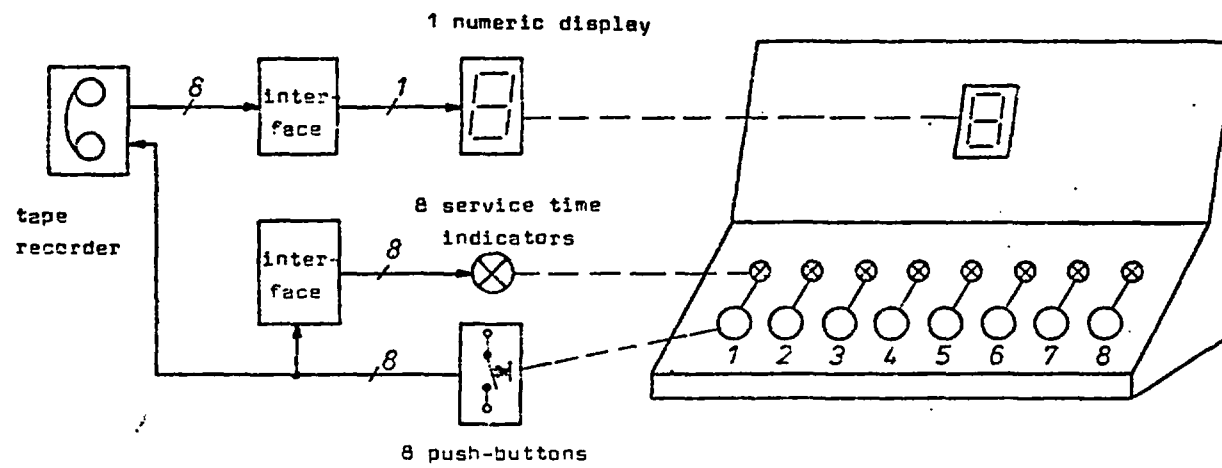 1 numeric display
6
inter-
face
1
tape
recorder
8 service time
indicators
inter-
face
8
8
8 push-buttons
1 2 3 4 5 6 7 8